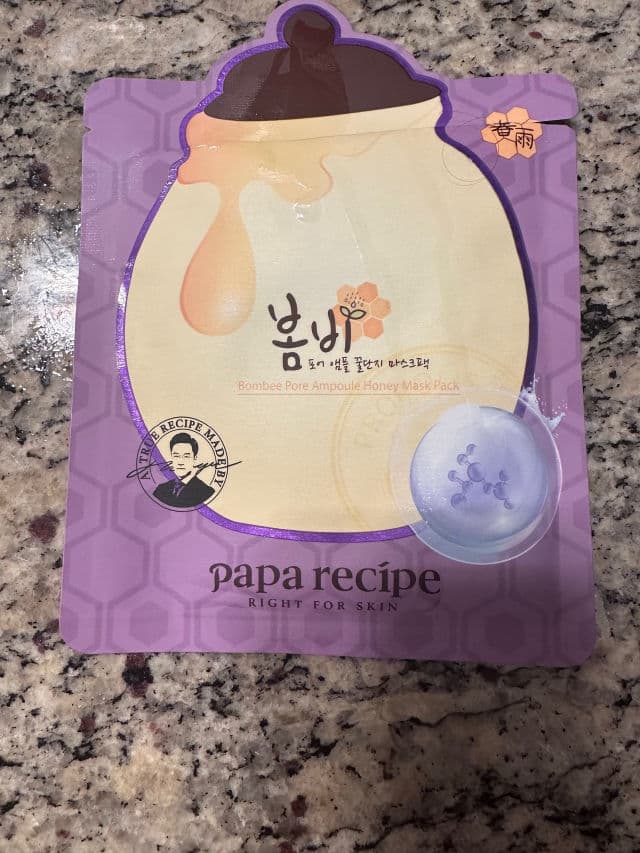 春雨
봄비
포어 앰플 꿀단지 마스크팩
Bombee Pore Ampoule Honey Mask Pack
A TRUE RECIPE MADE BY
papa recipe
RIGHT FOR SKIN